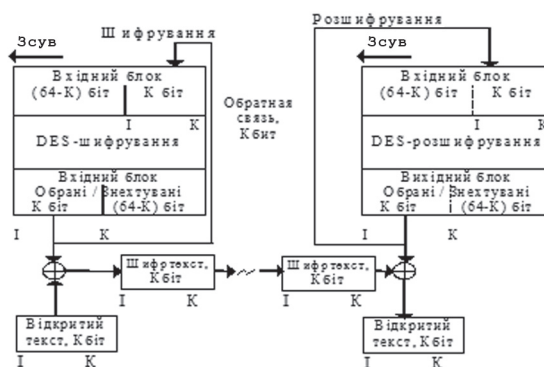 Шифрування
Розшифрування
Зсув
Зсув
Вхідний блок
(64-К) біт К біт
І К
DES-шифрування
Вхідний блок
Обрані / Знехтувані
К біт (64-К) біт
І К
Обратная
связь,
К бит
Вхідний блок
(64-К) біт К біт
І К
DES-розшифрування
Вихідний блок
Обрані / Знехтувані
К біт (64-К) біт
І К
Шифртекст,
К біт
І К
Шифртекст,
К біт
І К
Відкритий
текст, К біт
І К
Відкритий
текст, К біт
І К